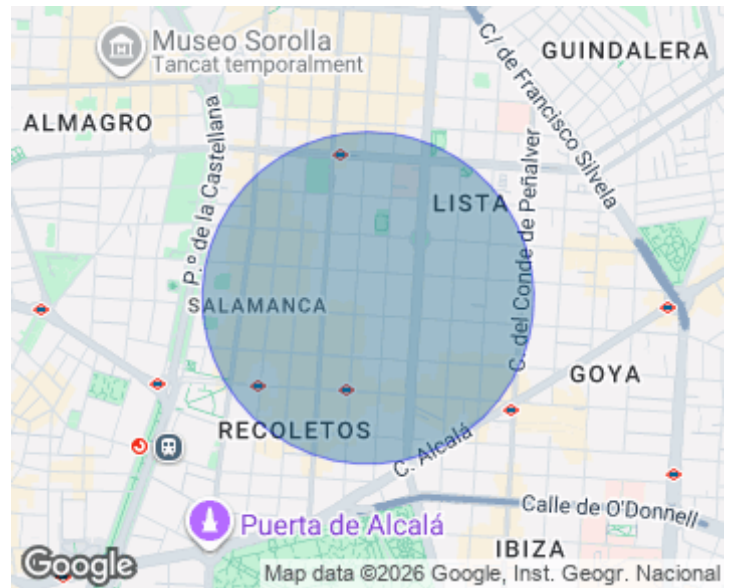 Museo Sorolla
Tancat temporalment
GUINDALERA
C/ de Francisco Silvela
ALMAGRO
P.º de la Castellana
LISTA
C. del Conde de Peñalver
SALAMANCA
GOYA
RECOLETOS
C. Alcalá
Calle de O'Donnell
Puerta de Alcalá
IBIZA
Google
Map data ©2026 Google, Inst. Geogr. Nacional